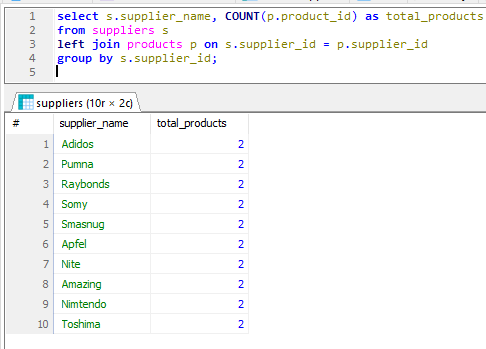 1 select s.supplier_name, COUNT(p.product_id) as total_products
2 from suppliers s
3 left join products p on s.supplier_id = p.supplier_id
4 group by s.supplier_id;
5
suppliers (10r × 2c)
# supplier_name total_products
1 Adidos 2
2 Pumna 2
3 Raybonds 2
4 Somy 2
5 Smasnug 2
6 Apfel 2
7 Nite 2
8 Amazing 2
9 Nimtendo 2
10 Toshima 2